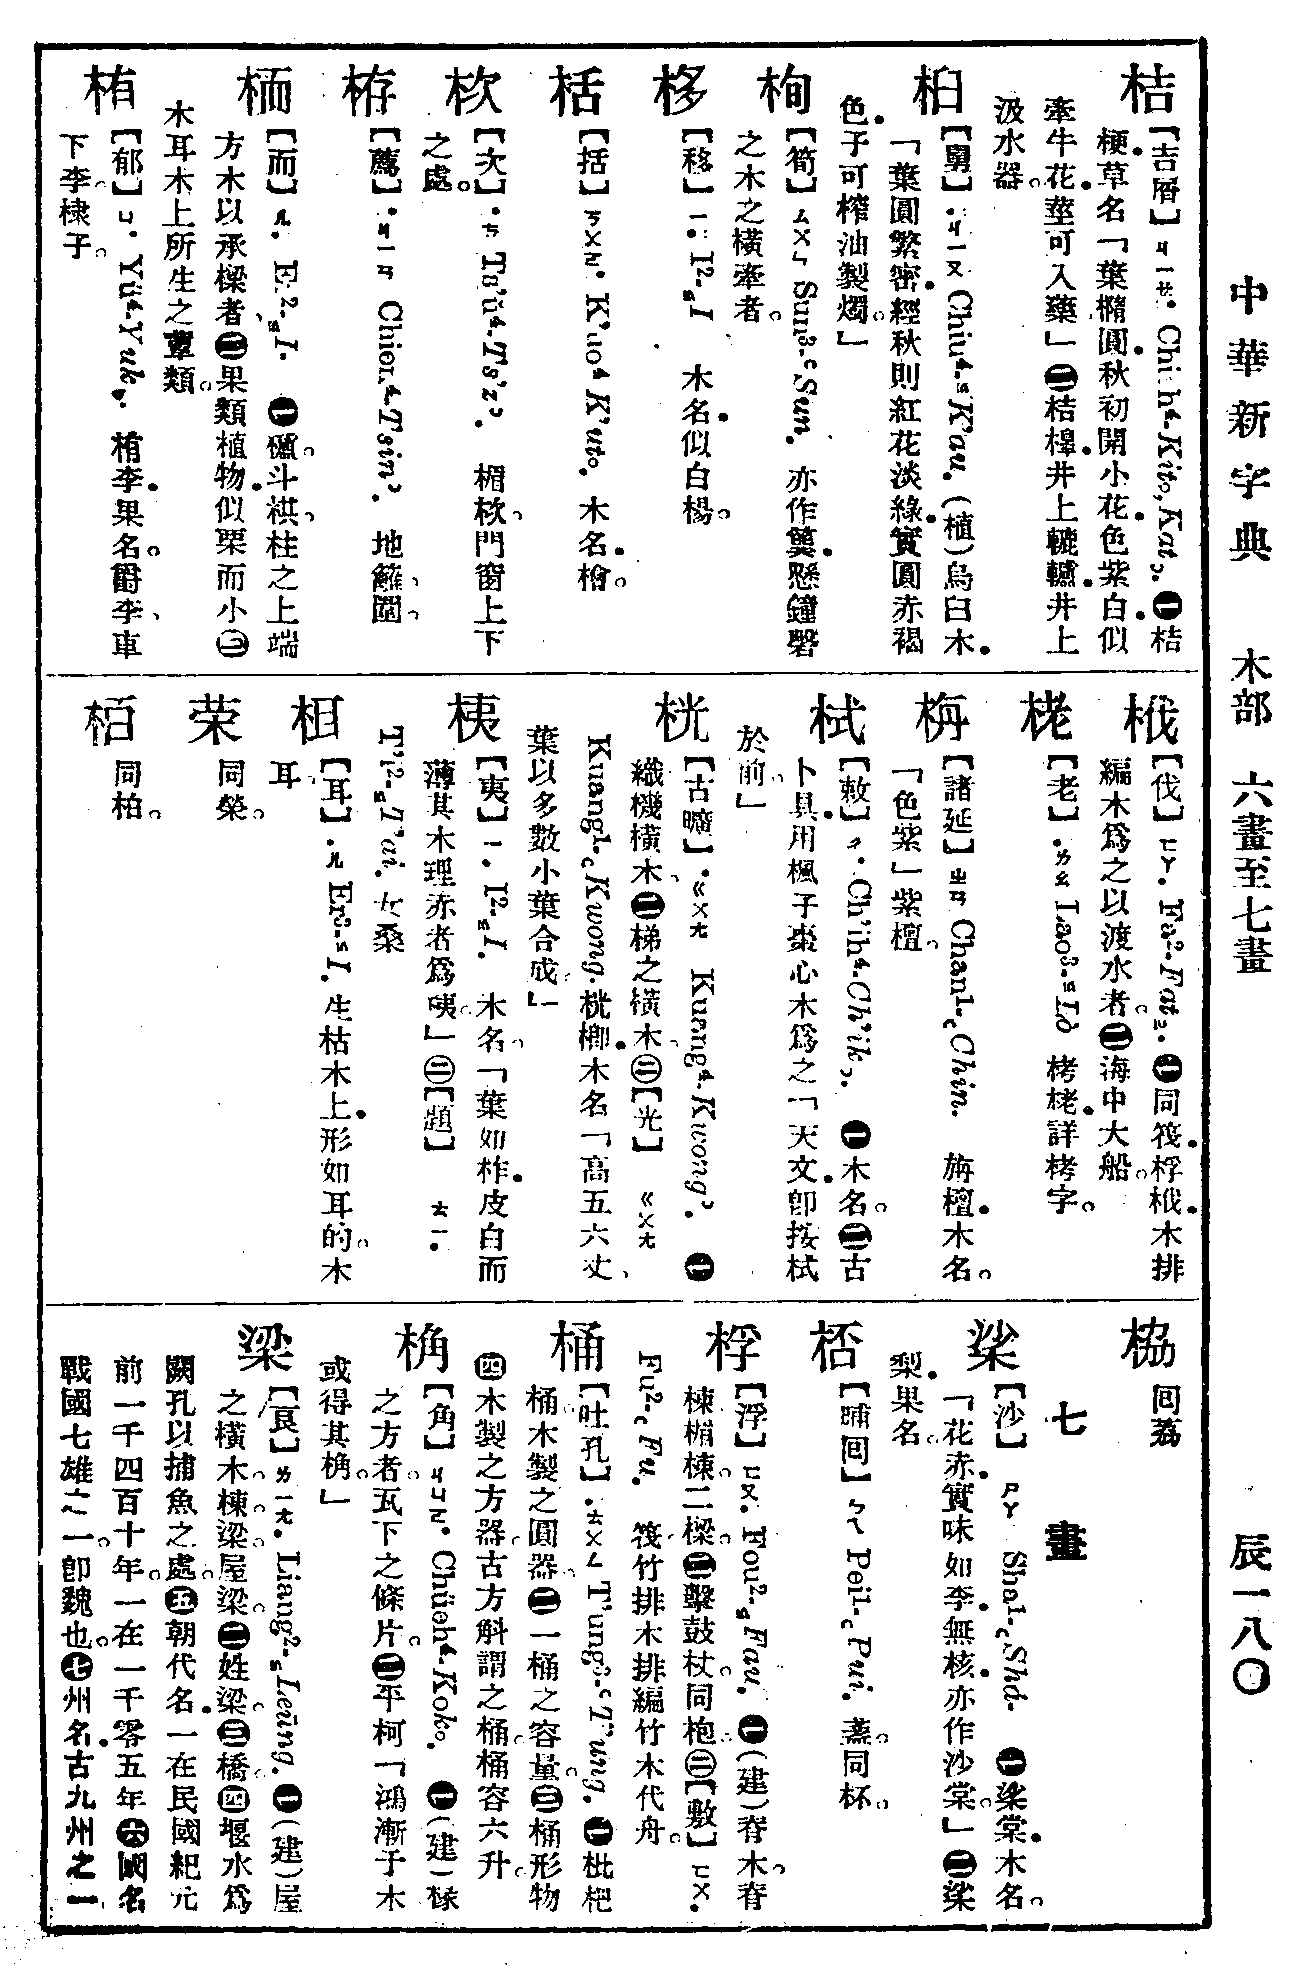 中華新字典　木部　六畫至七畫　辰一八〇
桔【吉厝】ㄐㄧㄝ. Chieh⁴-Kit。, Kat. ㊀桔
梗.草名「葉橢圓.秋初開小花.色紫白.似
牽牛花.莖可入藥」㊁桔槔.井上轆轤.井上
汲水器。
桕【舅】ㄐㄧㄡ Chiu⁴-K'au. (植)烏臼木.
「葉圓繁密.經秋則紅花淡綠.實圓赤褐
色.子可榨油製燭。」
栒【筍】ㄙㄨㄣ Sun³-Sun. 亦作簨.懸鐘磬
之木之橫牽者。
栘【移】ㄧ. I²-I 木名.似白楊。
栝【括】ㄎㄨㄛ. K'uo⁴ K'ut。. 木名.檜。
栨【次】ㄘ Tz'ŭ⁴-Ts'z. 楣栨.門窗上下
之處。
栫【薦】ㄐㄧㄢ Chien⁴-Tsin. 地籬.圍
栭【而】ㄦ. Er²-I. ㊀欂.斗栱.柱之上端
方木以承樑者㊁果類植物.似栗而小㊂
木耳.木上所生之蕈類。
栯【郁】ㄩ. Yü⁴-Yuk. 栯李.果名。爵李.車
下李。棣子。
栰【伐】ㄈㄚ. Fa²-Fat. ㊀同筏.桴栰.木排
編木爲之以渡水者。㊁海中大船。
栳【老】ㄌㄠ Lao³-Lò 栲栳.詳栲字。
栴【諸延】ㄓㄢ Chan¹-Chin. 旃檀.木名。
「色紫」紫檀。
栻【敕】ㄔ. Ch'ih⁴-Ch'ik. ㊀木名。㊁古
卜具.用楓子棗心木爲之「天文.卽按栻
於前」
桄【古曠】ㄍㄨㄤ Kuang⁴-Kwong. ㊀
織機橫木。㊁梯之橫木。㊂【光】ㄍㄨㄤ
Kuang¹-Kwong. 桄榔.木名「高五六丈
葉以多數小葉合成。」
桋【夷】ㄧ. I²-I. 木名。「葉如柞.皮白而
薄其木理赤者爲桋。」㊁【題】ㄊㄧ.
T'i²-T'ai. 女桑
栮【耳】ㄦ Er³-I. 生枯木上.形如耳的木
耳
荣 同榮。
栢 同柏。
栛 同荔
七畫
桬【沙】ㄕㄚ Sha¹-Shá- ㊀桬棠.木名。
「花赤.實味如李.無核.亦作沙棠。」㊁桬
梨.果名。
桮【晡囘】ㄅㄟ Pei¹-Pui. 盞。同杯。
桴【浮】ㄈㄡ. Fou²-Fau. ㊀(建)脊木.脊
棟.楣棟。二樑。㊁擊鼓杖。同枹㊂【敷】ㄈㄨ.
Fu²-Fu. 筏.竹排.木排.編竹木代舟。
桶【吐孔】ㄊㄨㄥ T'ung³-T'ung. ㊀枇杷
桶.木製之圓器。㊁一桶之容量。㊂桶形物
㊃木製之方器。古方斛謂之桶。桶容六升。
桷【角】ㄐㄩㄝ. Chüeh⁴-Kok。. ㊀(建)椽
之方者。瓦下之條片。㊁平柯「鴻漸于木
或得其桷。」
梁【良】ㄌㄧㄤ. Liang²-Leūng. ㊀(建)屋
之橫木。棟梁.屋梁。㊁姓梁。㊂橋。㊃堰水爲
關孔以捕魚之處。㊄朝代名.一在民國紀元
前一千四百十年。一在一千零五年㊅國名
戰國七雄之一。卽魏也。㊆州名.古九州之一。